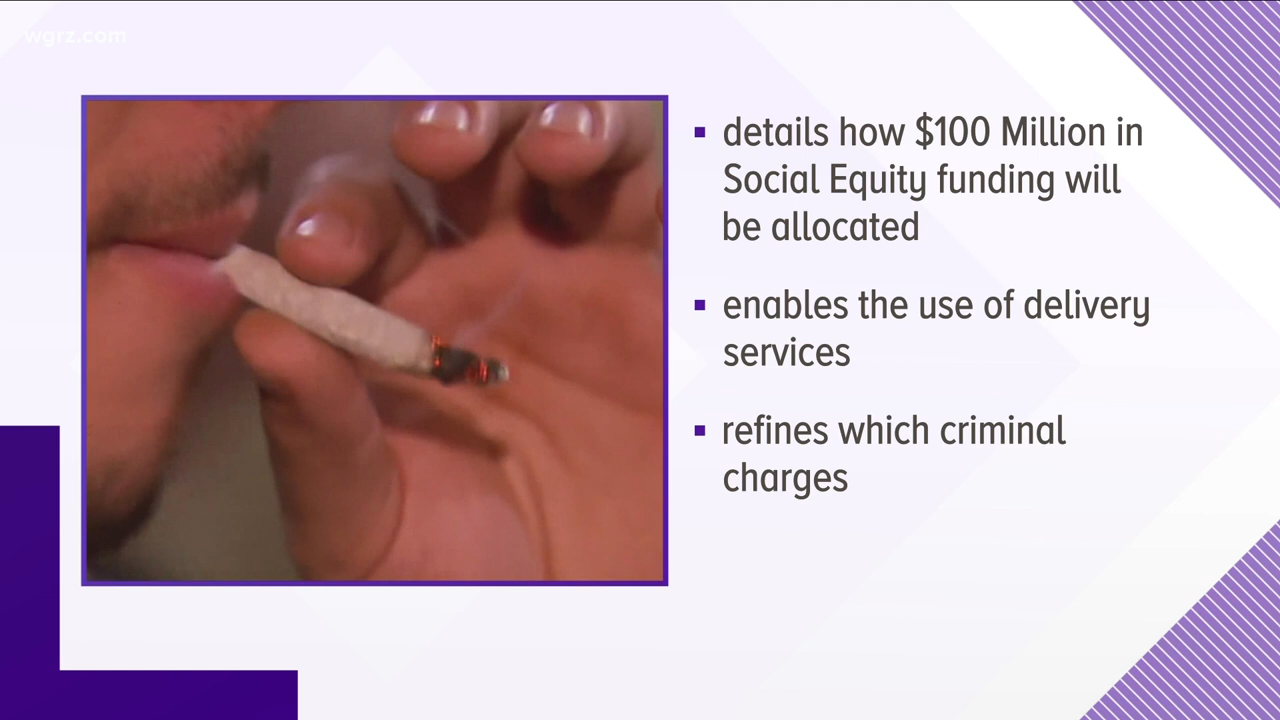 wgrz.com
details how $100 Million in
Social Equity funding will
be allocated
enables the use of delivery
services
refines which criminal
charges